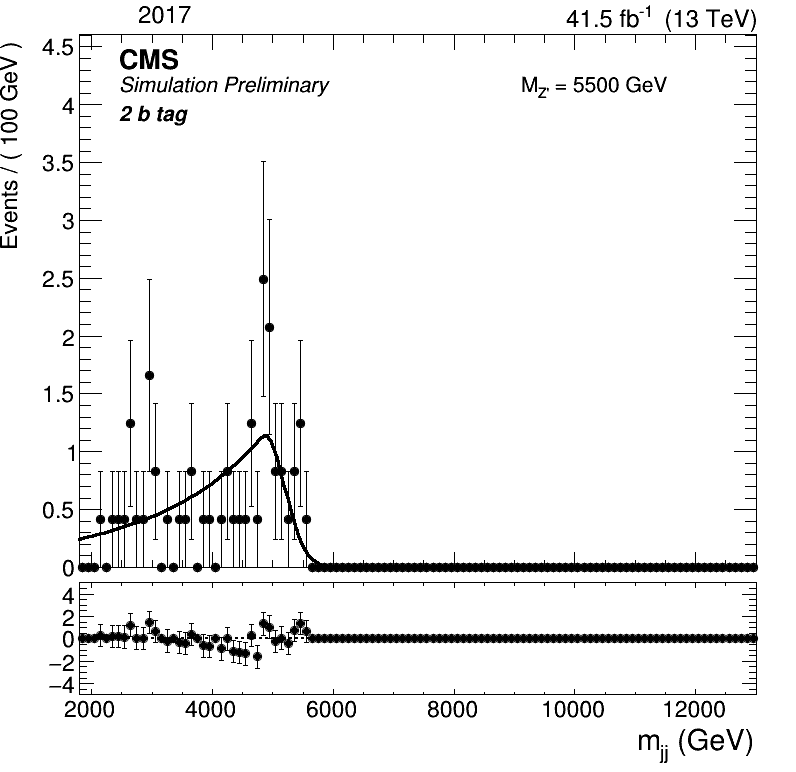 2017 41.5 fb-1 (13 TeV)
CMS
Simulation Preliminary
2 b tag
MZ' = 5500 GeV
Events / ( 100 GeV )
4.5
4
3.5
3
2.5
2
1.5
1
0.5
0
4
2
0
−2
−4
2000 4000 6000 8000 10000 12000
mjj (GeV)